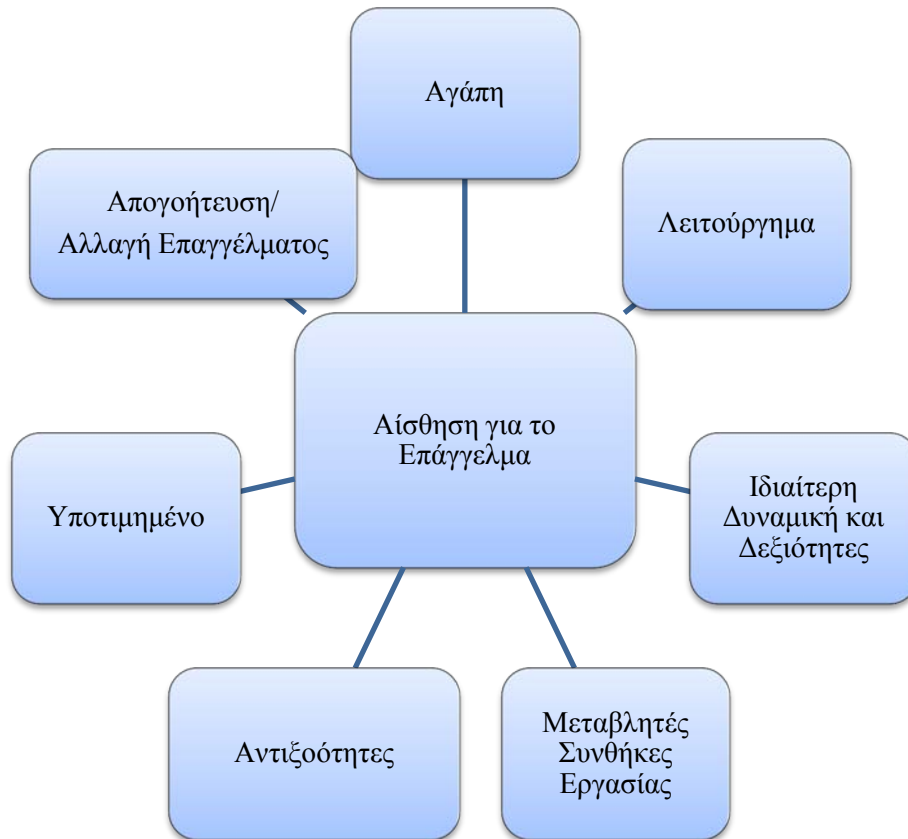 Αγάπη
Λειτούργημα
Ιδιαίτερη
Δυναμική και
Δεξιότητες
Μεταβλητές
Συνθήκες
Εργασίας
Αντιξοότητες
Υποτιμημένο
Απογοήτευση/
Αλλαγή Επαγγέλματος
Αίσθηση για το
Επάγγελμα